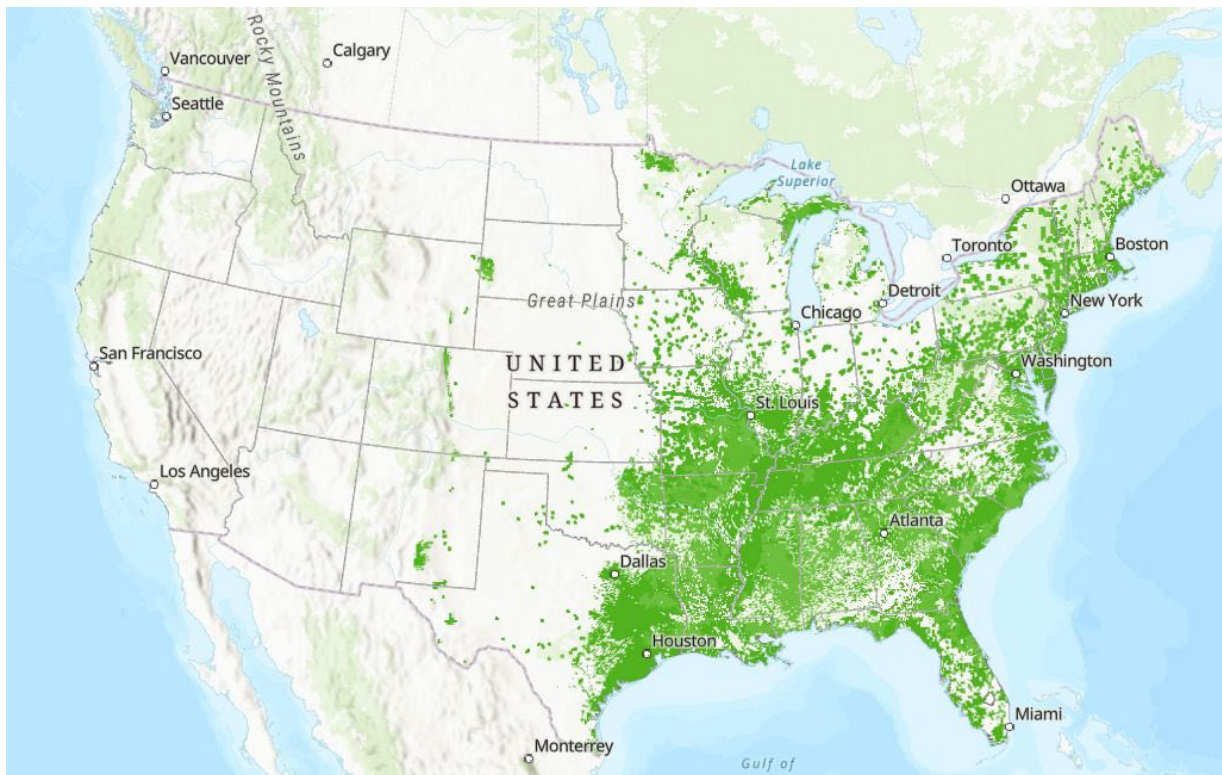 Vancouver
Calgary
Rocky Mountains
Seattle
Lake
Superior
Ottawa
Toronto
Boston
Detroit
New York
Great Plains
Chicago
San Francisco
UNITED
STATES
Washington
St. Louis
Los Angeles
Atlanta
Dallas
Houston
Miami
Monterrey
Gulf of